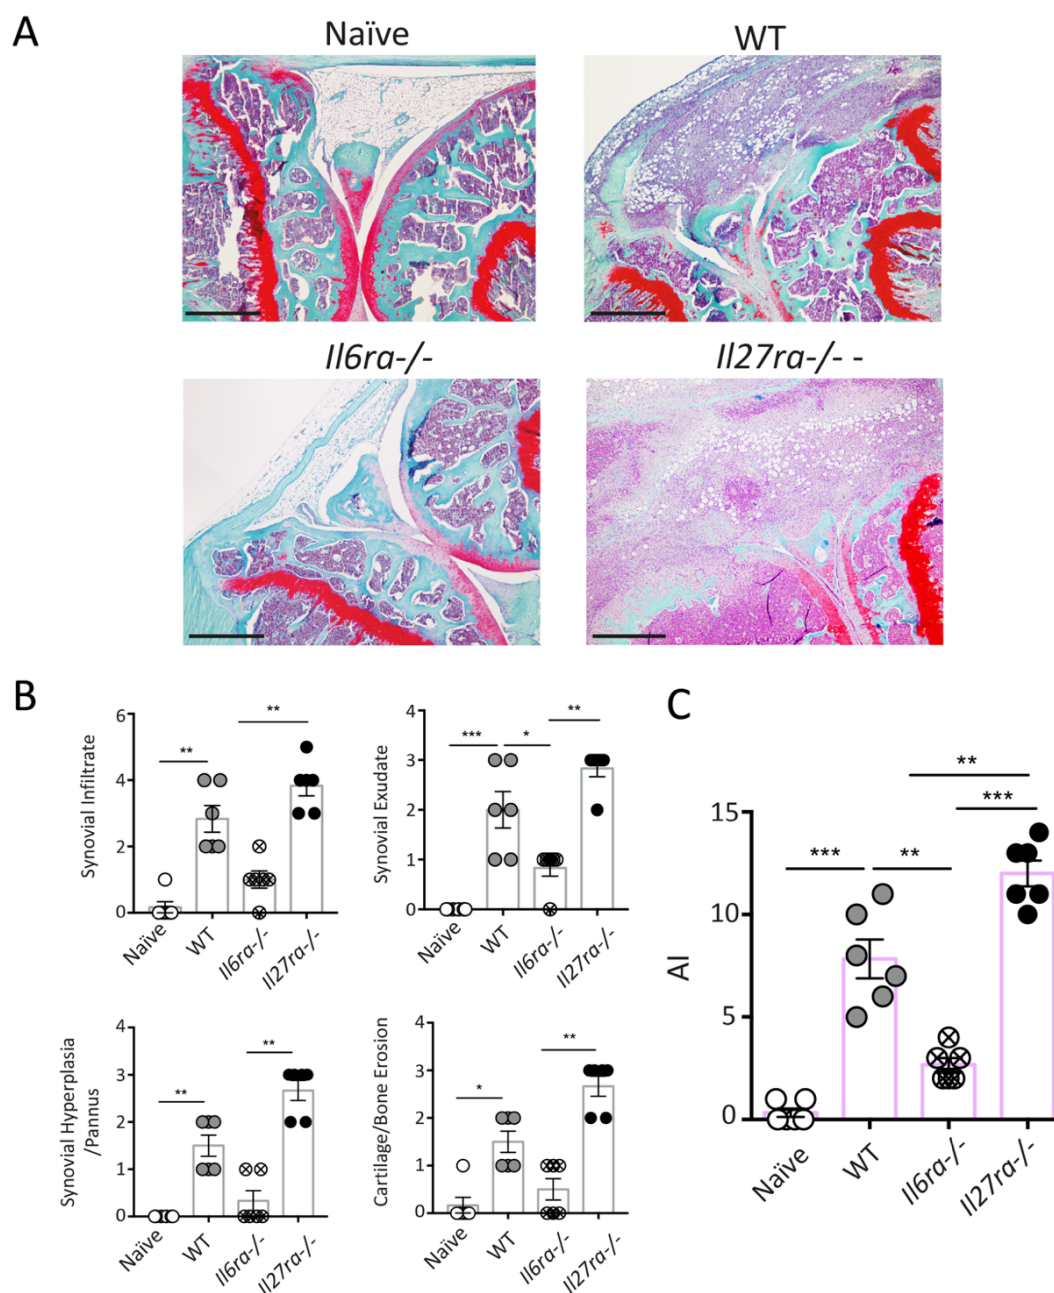 A
Naïve
WT
Il6ra-/-
Il27ra-/- -
B
Synovial Infiltrate
6
4
2
0
**
**
Naïve
WT
Il6ra-/-
Il27ra-/-
Synovial Exudate
4
3
2
1
0
***
*
**
Naïve
WT
Il6ra-/-
Il27ra-/-
Synovial Hyperplasia
/Pannus
4
3
2
1
0
**
**
Naïve
WT
Il6ra-/-
Il27ra-/-
Cartilage/Bone Erosion
4
3
2
1
0
*
**
Naïve
WT
Il6ra-/-
Il27ra-/-
C
AI
15
10
5
0
***
**
**
***
Naïve
WT
Il6ra-/-
Il27ra-/-